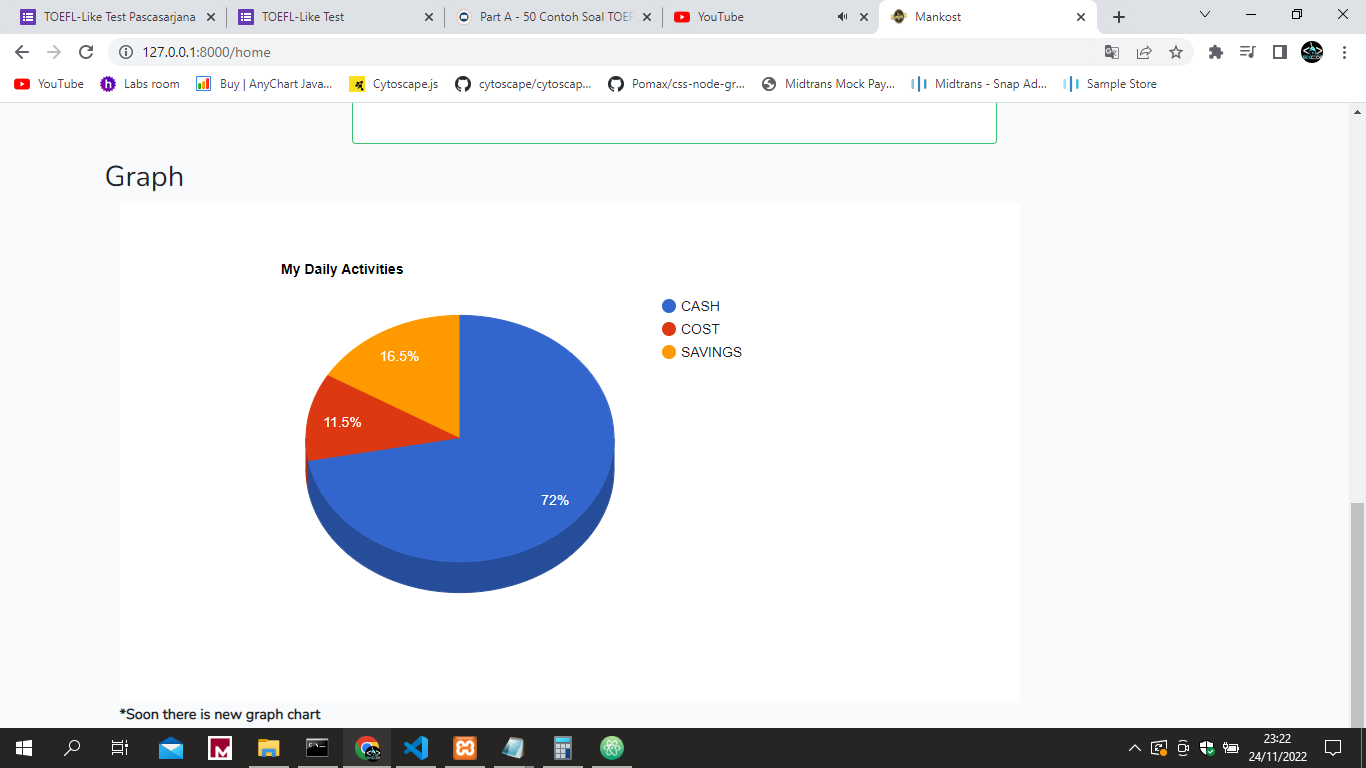 TOEFL-Like Test Pascasarjana
TOEFL-Like Test
Part A - 50 Contoh Soal TOEF
YouTube
Mankost
127.0.0.1:8000/home
YouTube
Labs room
Buy | AnyChart Java...
Cytoscape.js
cytoscape/cytoscap...
Pomax/css-node-gr...
Midtrans Mock Pay...
Midtrans - Snap Ad...
Sample Store
Graph
My Daily Activities
CASH
COST
SAVINGS
16.5%
11.5%
72%
*Soon there is new graph chart
23:22
24/11/2022